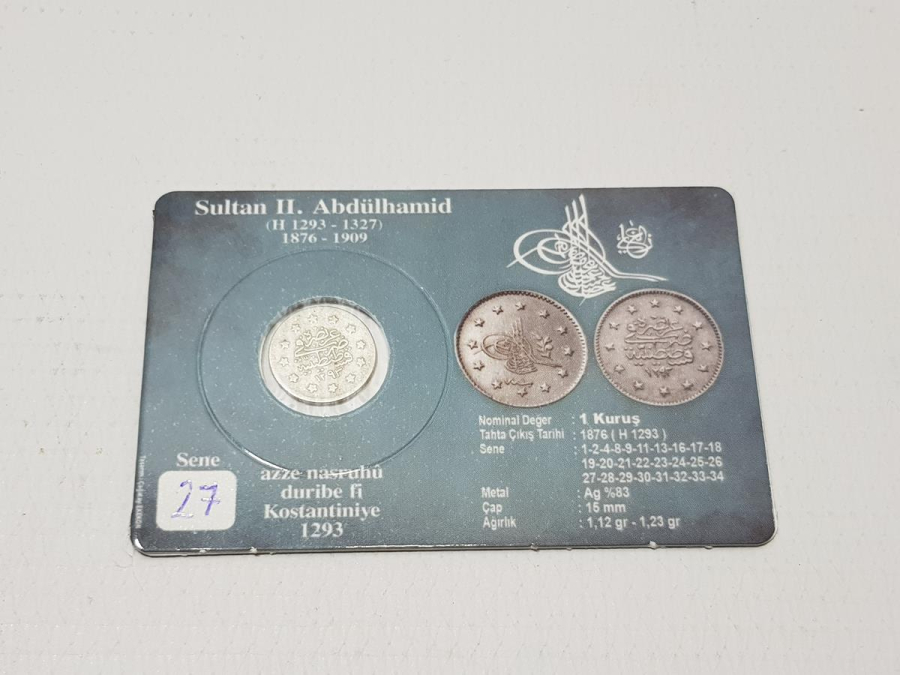 Sultan II. Abdülhamid
(H 1293 - 1327)
1876 - 1909
Nominal Değer : 1 Kuruş
Tahta Çıkış Tarihi : 1876 ( H 1293 )
Sene : 1-2-4-8-9-11-13-16-17-18
19-20-21-22-23-24-25-26
27-28-29-30-31-32-33-34
Metal : Ag %83
Çap : 15 mm
Ağırlık : 1,12 gr - 1,23 gr
Sene
27
azze nasruhû
duribe fî
Kostantiniye
1293